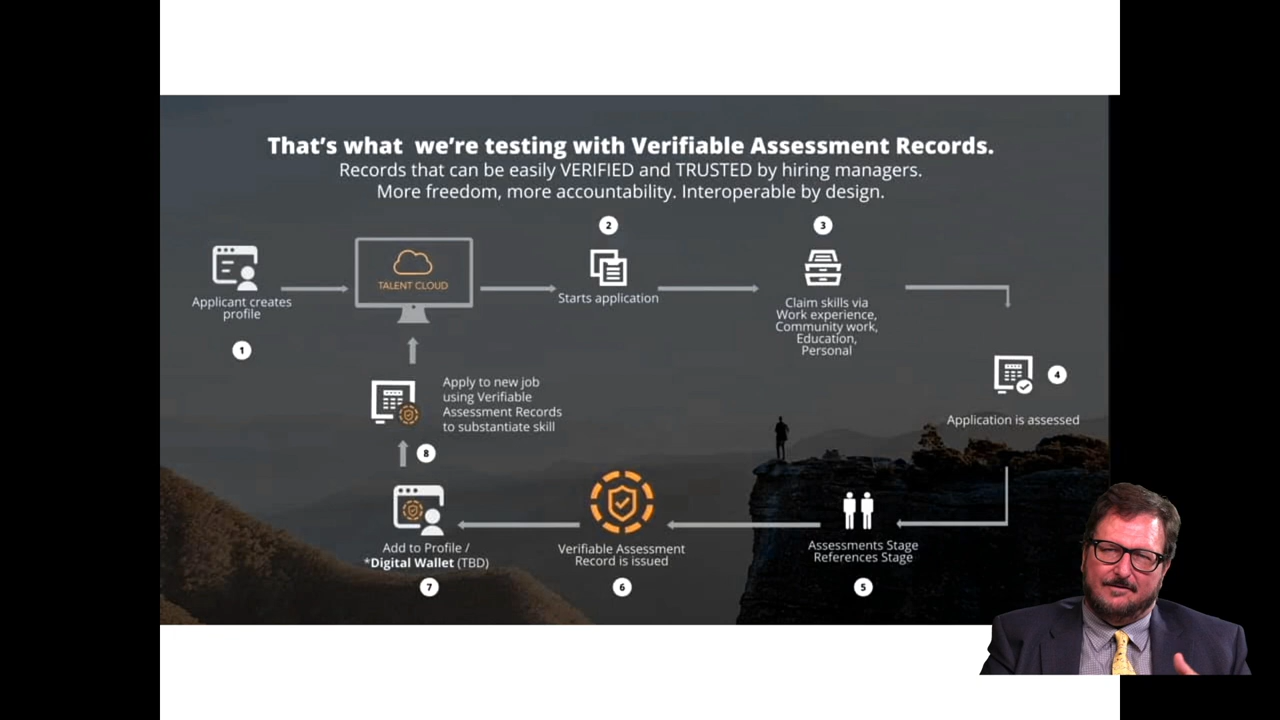 That's what we're testing with Verifiable Assessment Records.
Records that can be easily VERIFIED and TRUSTED by hiring managers.
More freedom, more accountability. Interoperable by design.
Applicant creates
profile
1
TALENT CLOUD
2
Starts application
3
Claim skills via
Work experience,
Community work,
Education,
Personal
4
Application is assessed
Assessments Stage
References Stage
5
Verifiable Assessment
Record is issued
6
Add to Profile /
*Digital Wallet (TBD)
7
8
Apply to new job
using Verifiable
Assessment Records
to substantiate skill